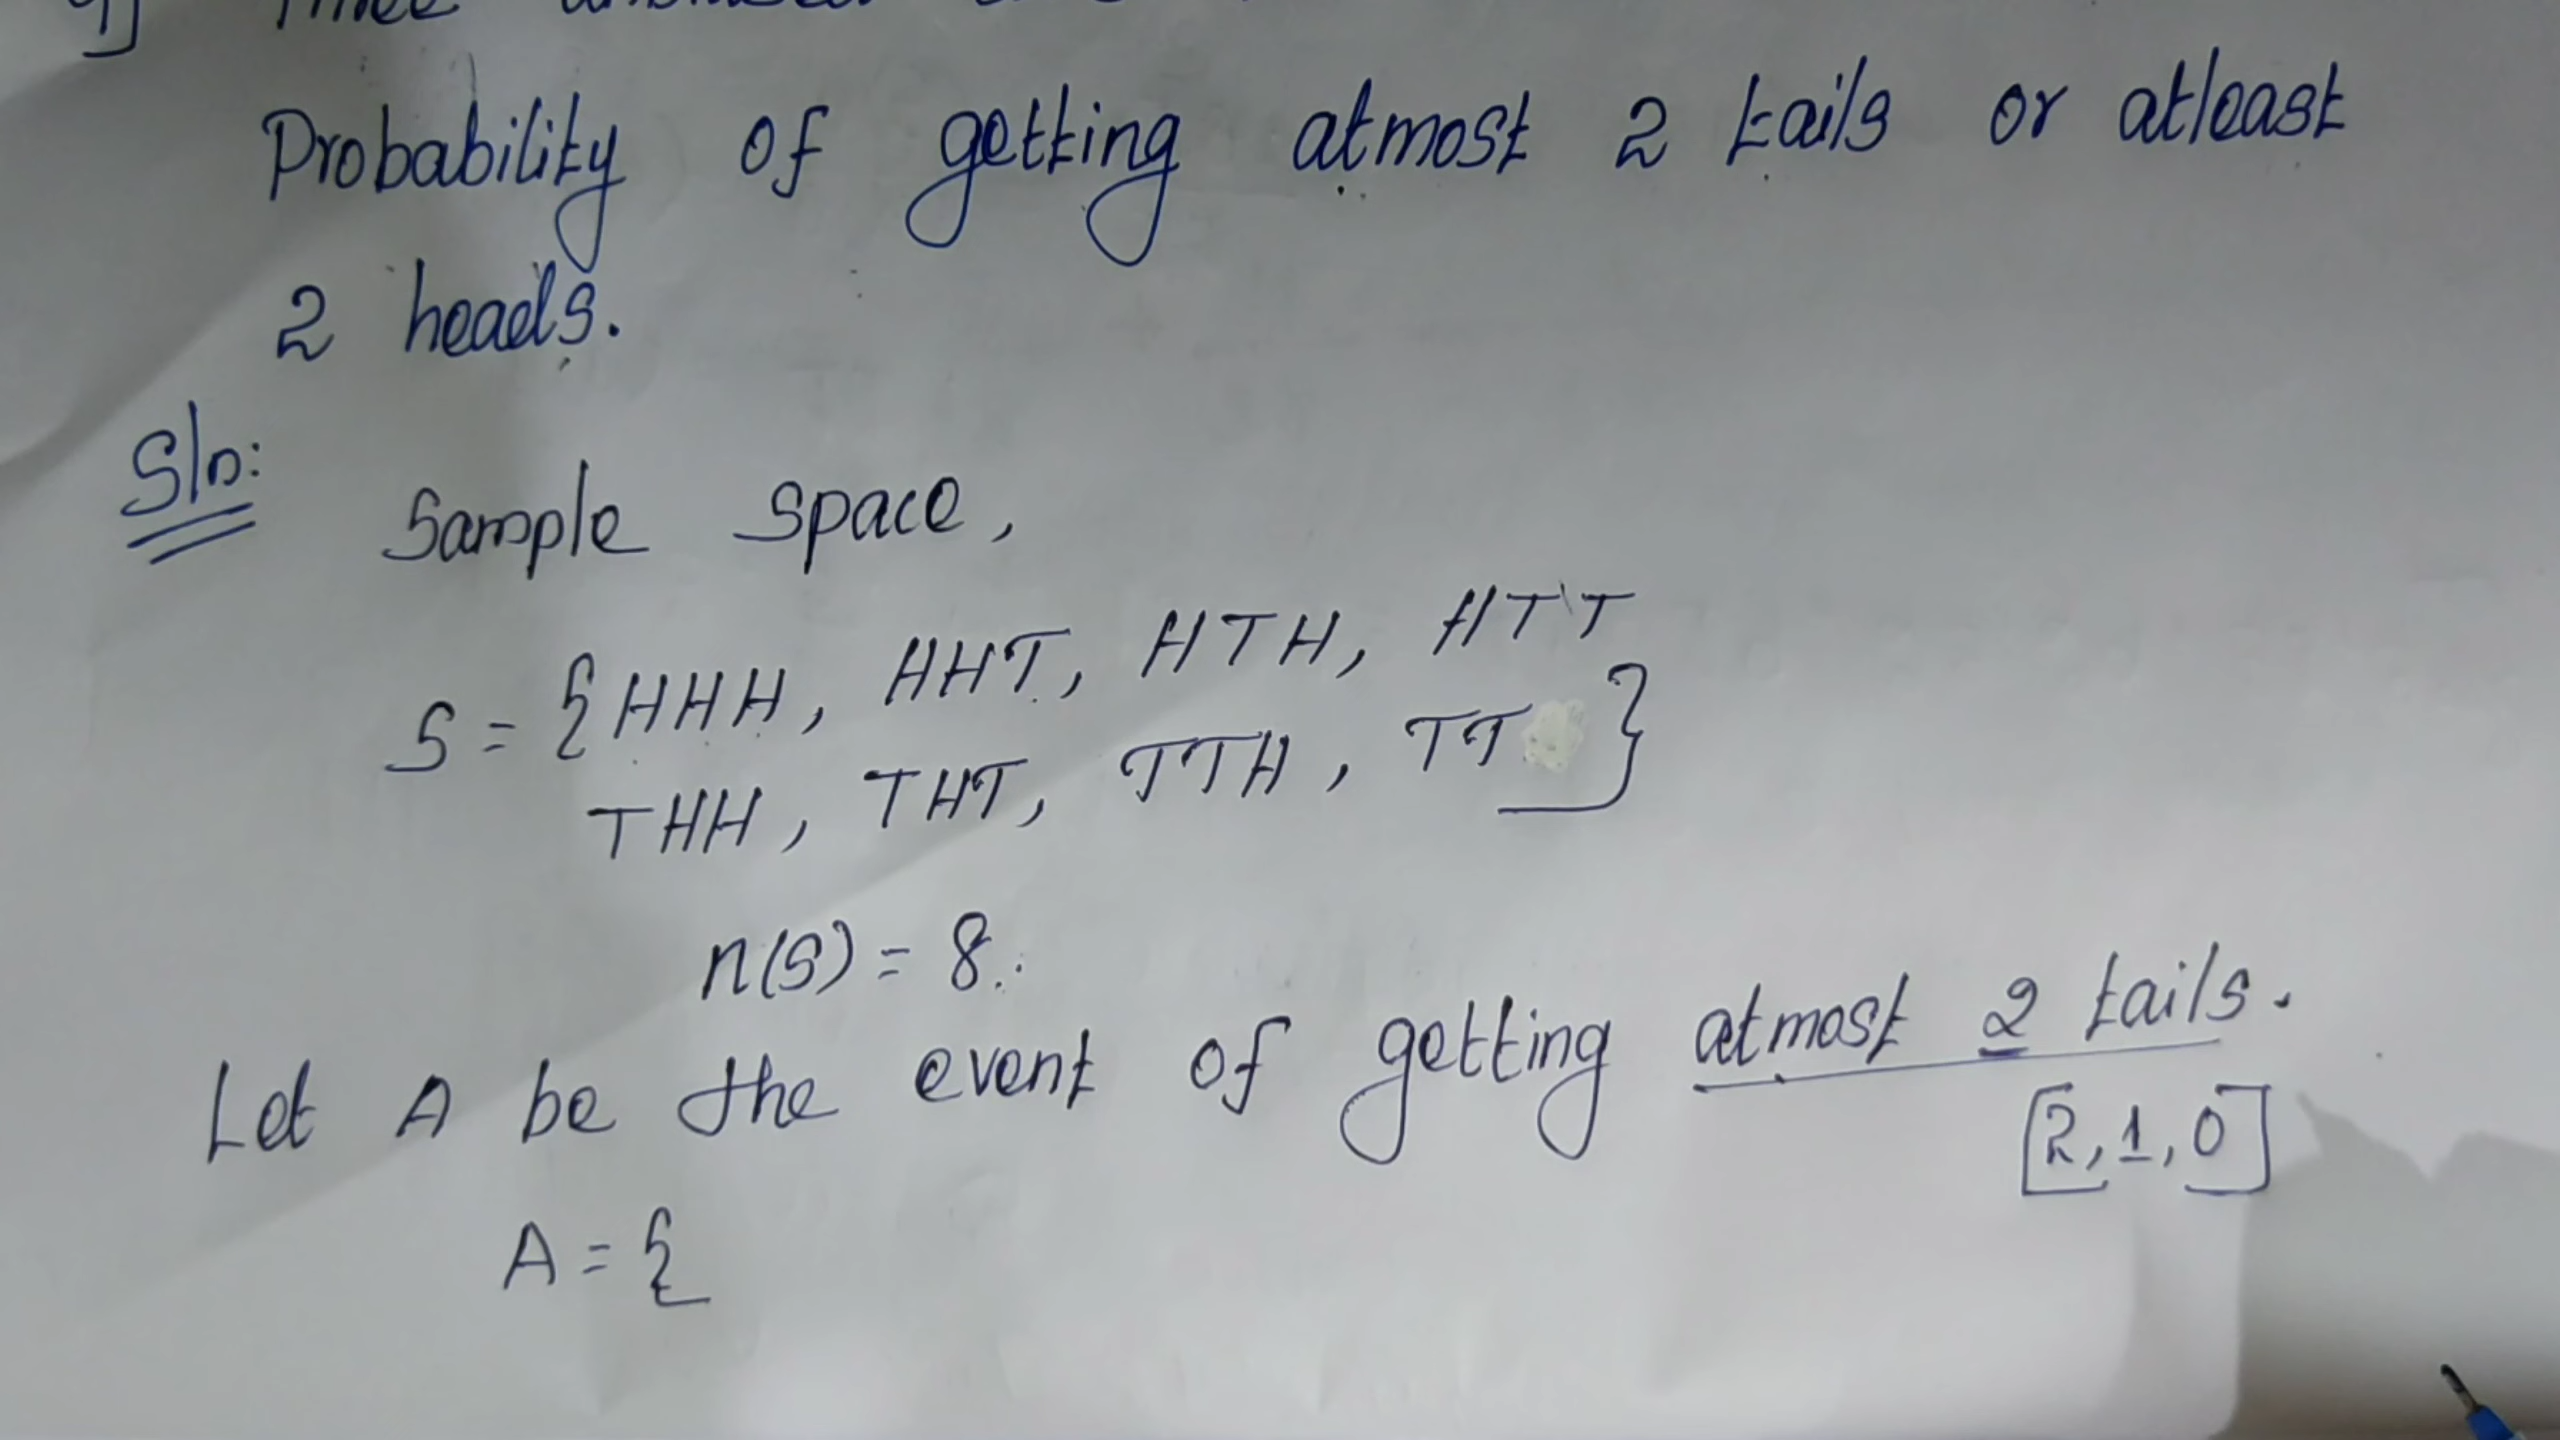 Probability of getting atmost 2 tails or atleast
2 heads.
Sln:
Sample space,
S = {HHH, HHT, HTH, HTT
THH, THT, TTH, TT }
n(S) = 8.
Let A be the event of getting atmost 2 tails.
[2,1,0]
A = {